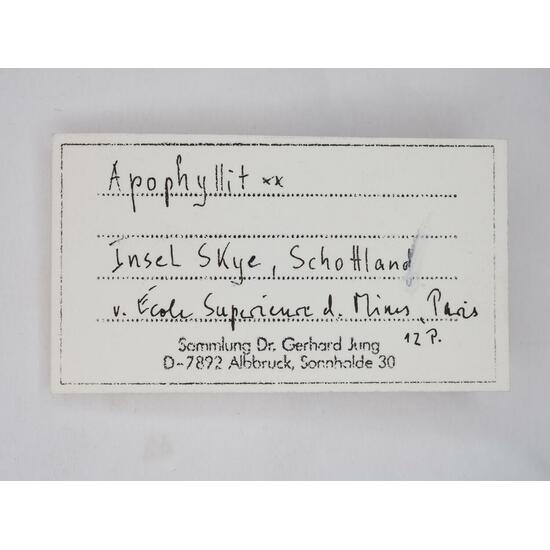 Apophyllit xx
Insel Skye, Schottland
v. École Superieure d. Mines, Paris
12 P.
Sammlung Dr. Gerhard Jung
D-7892 Albbruck, Sonnhalde 30